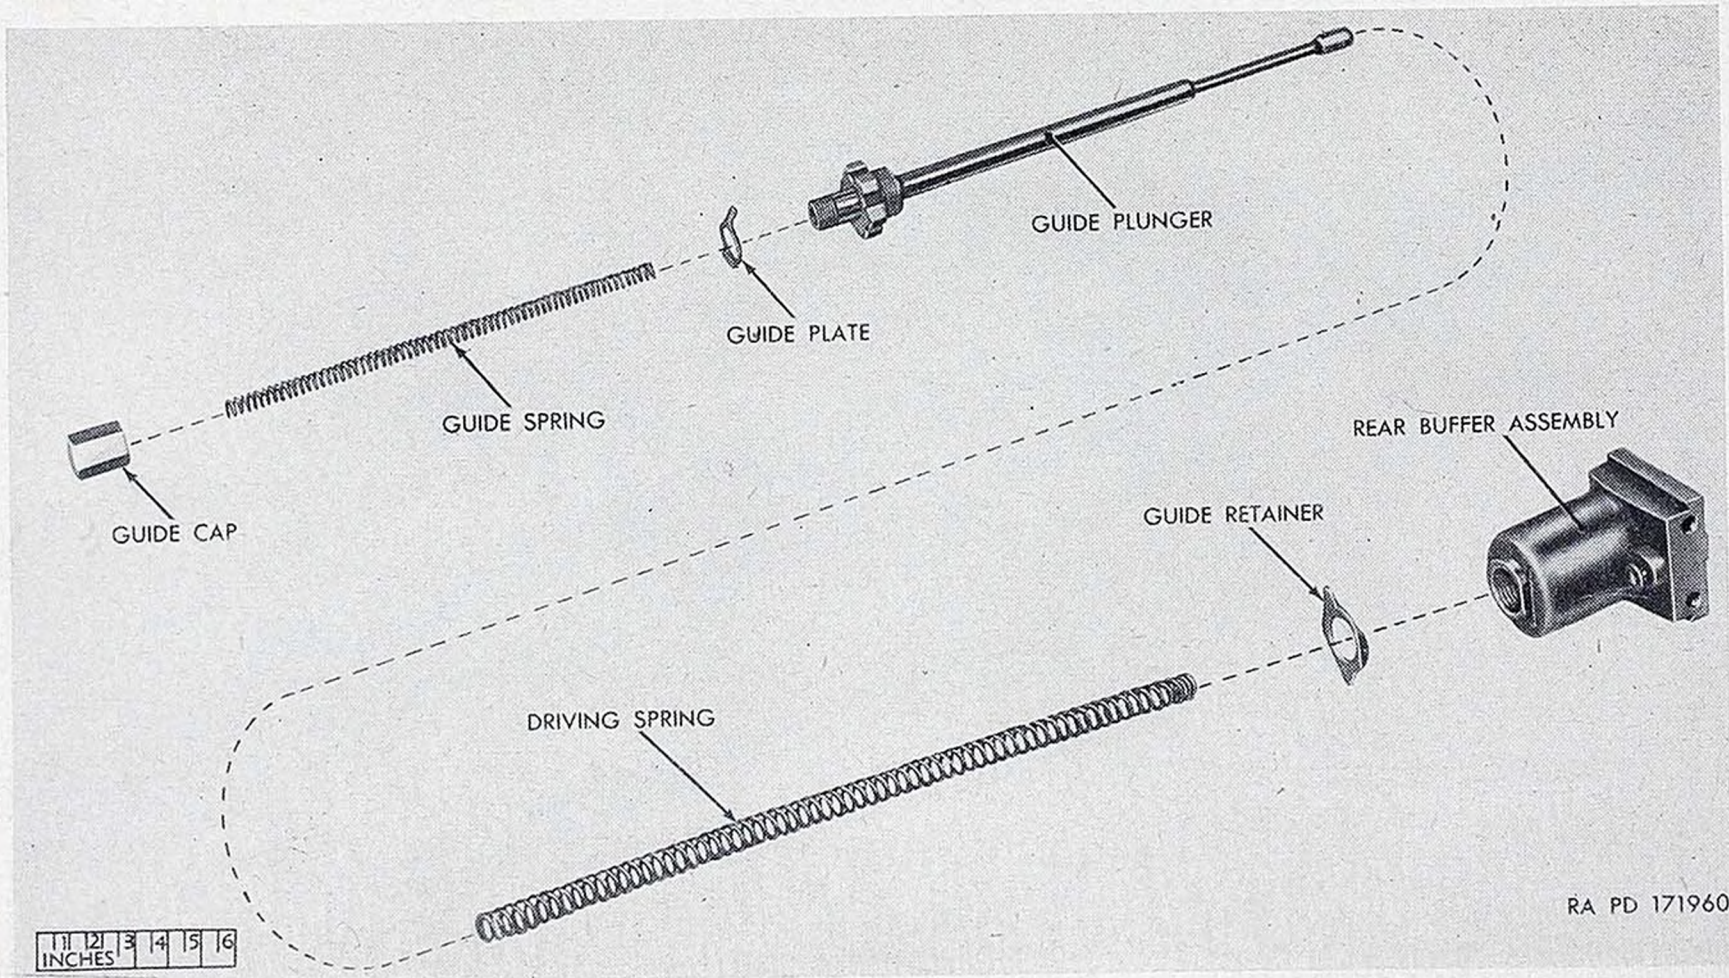 GUIDE PLUNGER
GUIDE PLATE
GUIDE SPRING
GUIDE CAP
REAR BUFFER ASSEMBLY
GUIDE RETAINER
DRIVING SPRING
RA PD 171960
1 2 3 4 5 6
INCHES